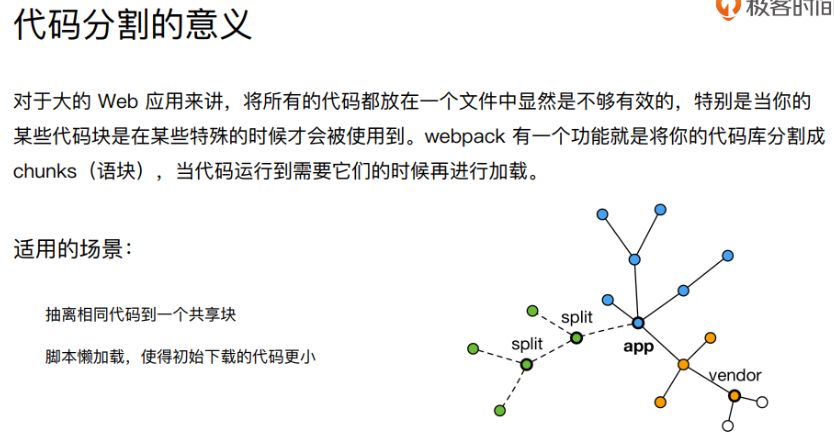 极客时间
代码分割的意义
对于大的 Web 应用来讲，将所有的代码都放在一个文件中显然是不够有效的，特别是当你的
某些代码块是在某些特殊的时候才会被使用到。webpack 有一个功能就是将你的代码库分割成
chunks（语块），当代码运行到需要它们的时候再进行加载。
适用的场景：
抽离相同代码到一个共享块
脚本懒加载，使得初始下载的代码更小
split
split
app
vendor